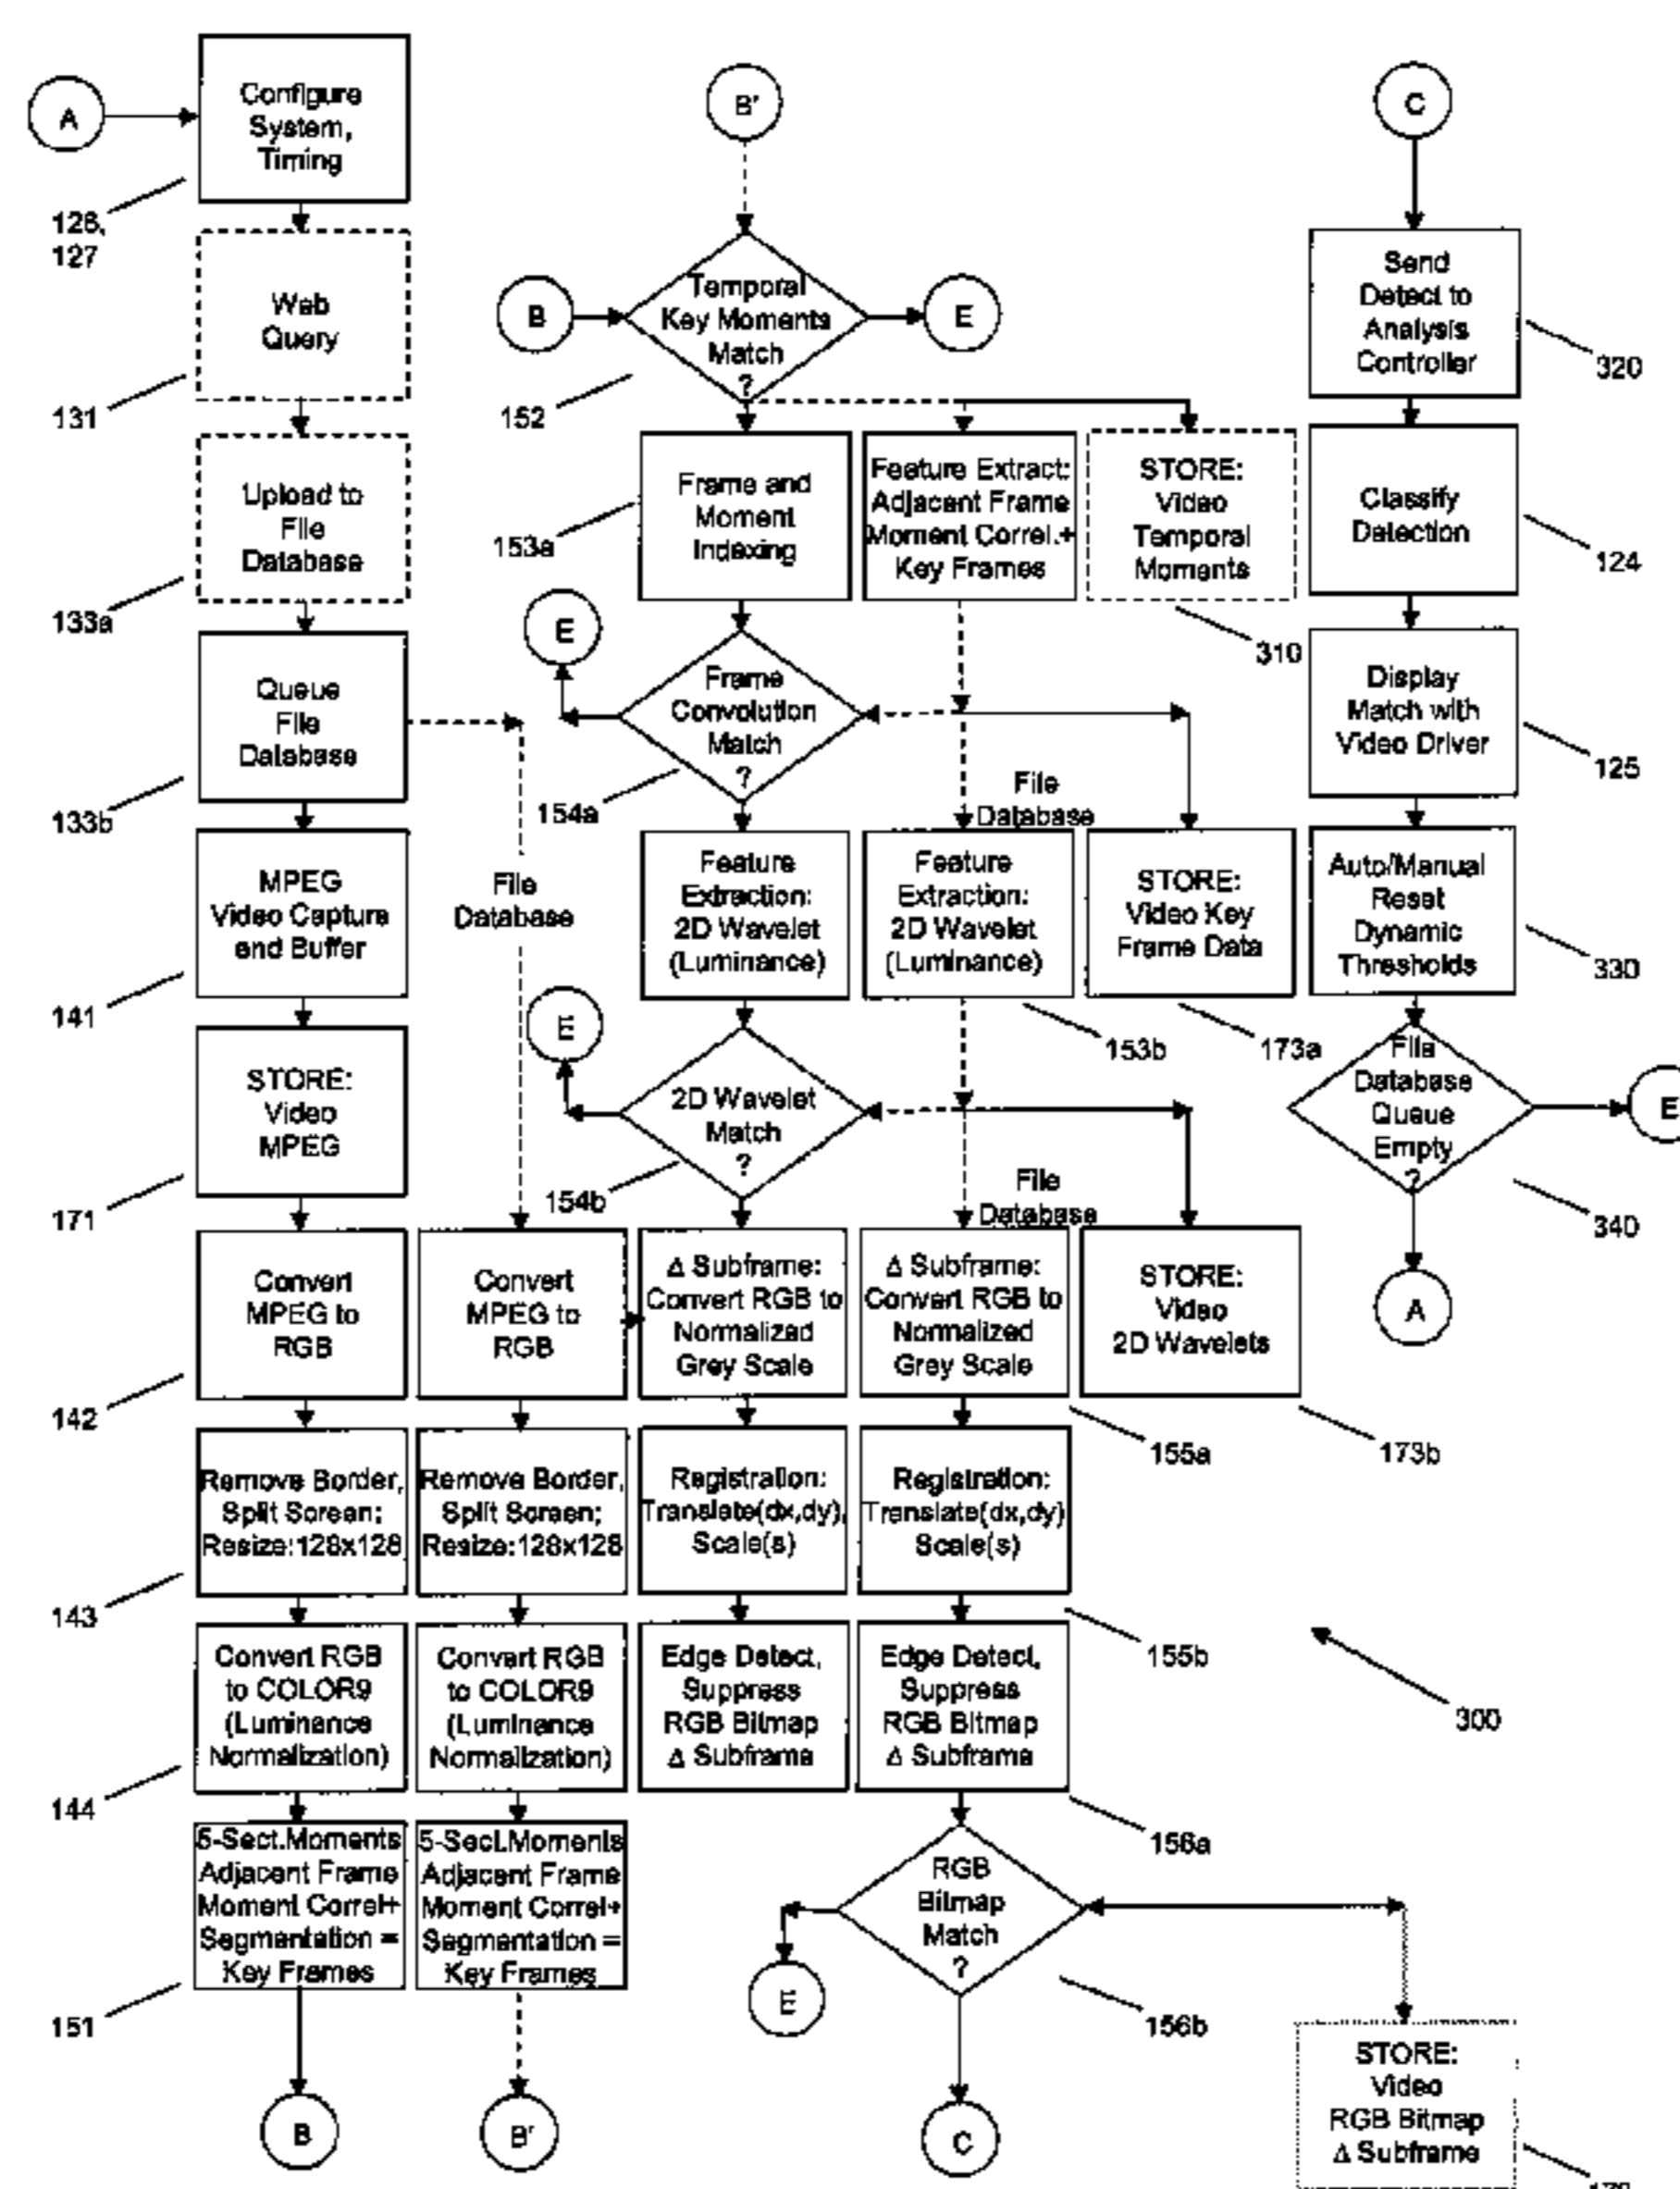 A
Configure
System,
Timing
126,
127
Web
Query
131
Upload to
File
Database
133a
Queue
File
Database
133b
MPEG
Video Capture
and Buffer
141
STORE:
Video
MPEG
171
Convert
MPEG to
RGB
142
Remove Border,
Split Screen;
Resize:128x128
143
Convert RGB
to COLOR9
(Luminance
Normalization)
144
5-Sect.Moments
Adjacent Frame
Moment Correl+
Segmentation =
Key Frames
151
B
File
Database
Convert
MPEG to
RGB
Remove Border,
Split Screen;
Resize:128x128
Convert RGB
to COLOR9
(Luminance
Normalization)
5-Sect.Moments
Adjacent Frame
Moment Correl+
Segmentation =
Key Frames
B'
B'
B
Temporal
Key Moments
Match
?
E
152
Frame and
Moment
Indexing
153a
Feature Extract:
Adjacent Frame
Moment Correl.+
Key Frames
STORE:
Video
Temporal
Moments
310
E
Frame
Convolution
Match
?
154a
File
Database
Feature
Extraction:
2D Wavelet
(Luminance)
Feature
Extraction:
2D Wavelet
(Luminance)
153b
STORE:
Video Key
Frame Data
173a
E
2D Wavelet
Match
?
154b
File
Database
Δ Subframe:
Convert RGB to
Normalized
Grey Scale
Δ Subframe:
Convert RGB to
Normalized
Grey Scale
155a
STORE:
Video
2D Wavelets
173b
Registration:
Translate(dx,dy),
Scale(s)
Registration:
Translate(dx,dy)
Scale(s)
155b
Edge Detect,
Suppress
RGB Bitmap
Δ Subframe
Edge Detect,
Suppress
RGB Bitmap
Δ Subframe
156a
RGB
Bitmap
Match
?
E
156b
C
STORE:
Video
RGB Bitmap
Δ Subframe
C
Send
Detect to
Analysis
Controller
320
Classify
Detection
124
Display
Match with
Video Driver
125
Auto/Manual
Reset
Dynamic
Thresholds
330
File
Database
Queue
Empty
?
E
340
A
300